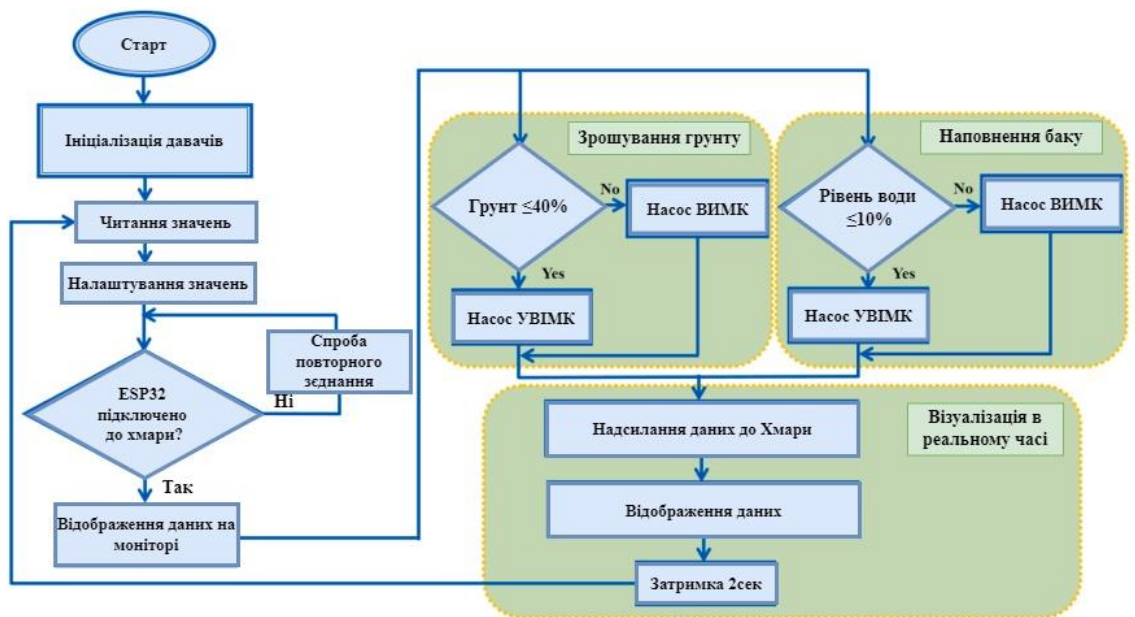 Старт
Ініціалізація давачів
Читання значень
Налаштування значень
Спроба
повторного
зєднання
ESP32
підключено
до хмари?
Ні
Так
Відображення даних на
моніторі
Зрошування грунту
Грунт ≤40%
No
Насос ВИМК
Yes
Насос УВІМК
Наповнення баку
Рівень води
≤10%
No
Насос ВИМК
Yes
Насос УВІМК
Візуалізація в
реальному часі
Надсилання даних до Хмари
Відображення даних
Затримка 2сек